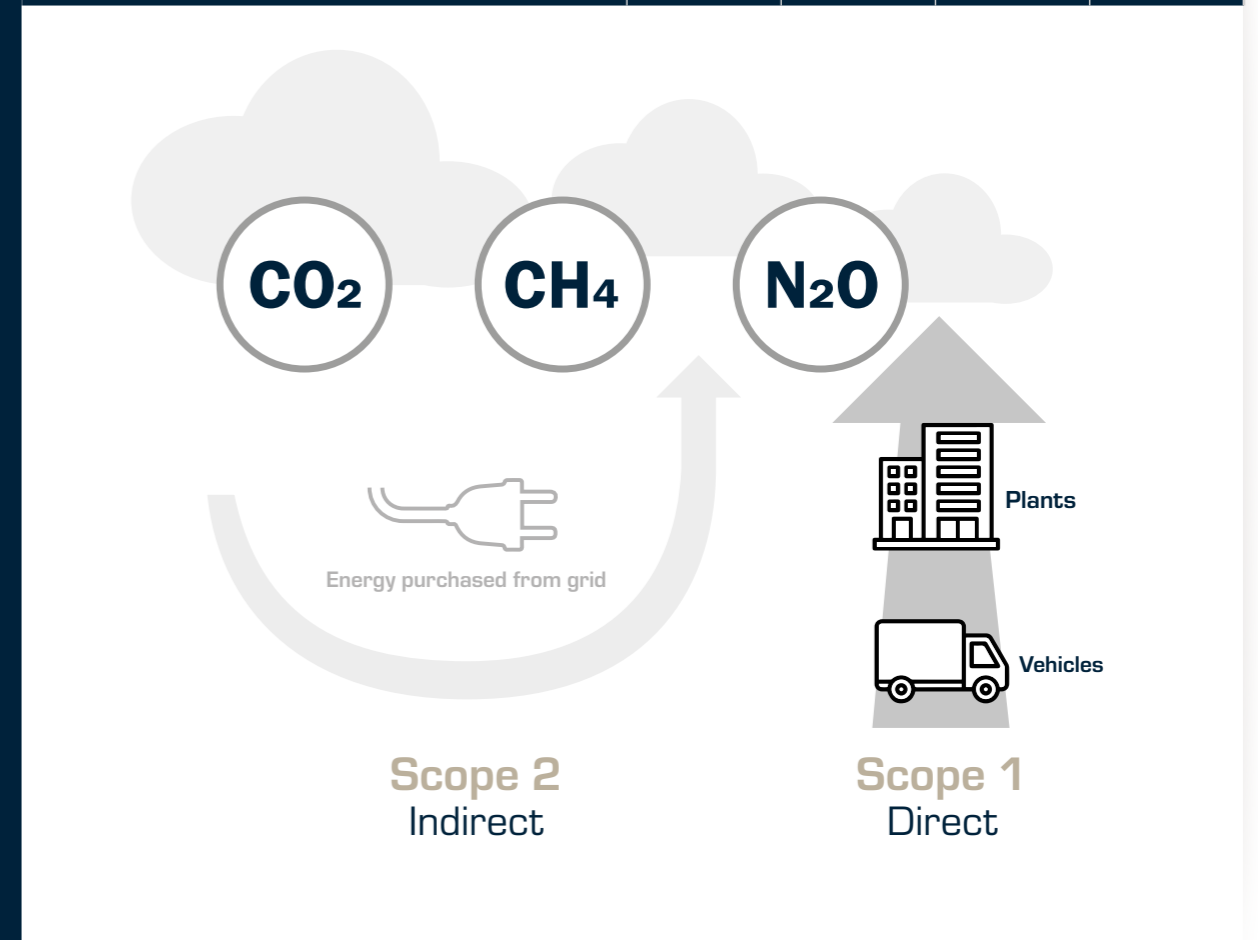 CO₂
CH₄
N₂O
Plants
Energy purchased from grid
Vehicles
Scope 2
Indirect
Scope 1
Direct